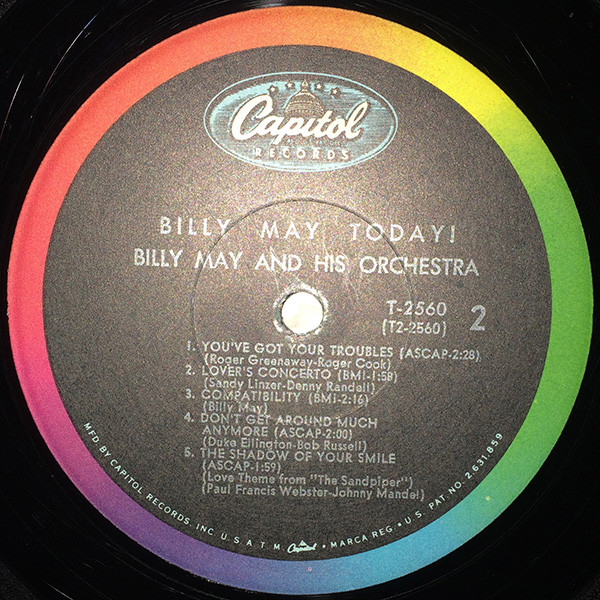 Capitol
RECORDS
BILLY MAY TODAY!
BILLY MAY AND HIS ORCHESTRA
T-2560
(T2-2560)
2
1. YOU'VE GOT YOUR TROUBLES (ASCAP-2:28)
(Roger Greenaway-Roger Cook)
2. LOVER'S CONCERTO (BMI-1:58)
(Sandy Linzer-Denny Randell)
3. COMPATIBILITY (BMI-2:16)
(Billy May)
4. DON'T GET AROUND MUCH
ANYMORE (ASCAP-2:00)
(Duke Ellington-Bob Russell)
5. THE SHADOW OF YOUR SMILE
(ASCAP-1:59)
(Love Theme from "The Sandpiper")
(Paul Francis Webster-Johnny Mandel)
MFD. BY CAPITOL RECORDS, INC. U.S.A. T.M. Capitol • MARCA REG. • U.S. PAT. NO. 2,631,859